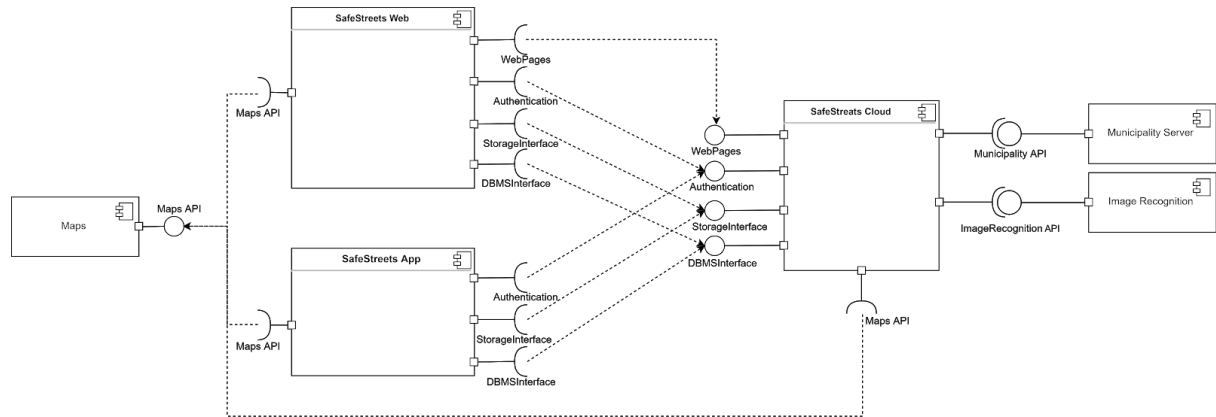 SafeStreets Web
WebPages
Authentication
StorageInterface
DBMSInterface
Maps API
Maps
Maps API
SafeStreets App
Authentication
StorageInterface
DBMSInterface
Maps API
SafeStreats Cloud
WebPages
Authentication
StorageInterface
DBMSInterface
Maps API
Municipality API
Municipality Server
ImageRecognition API
Image Recognition